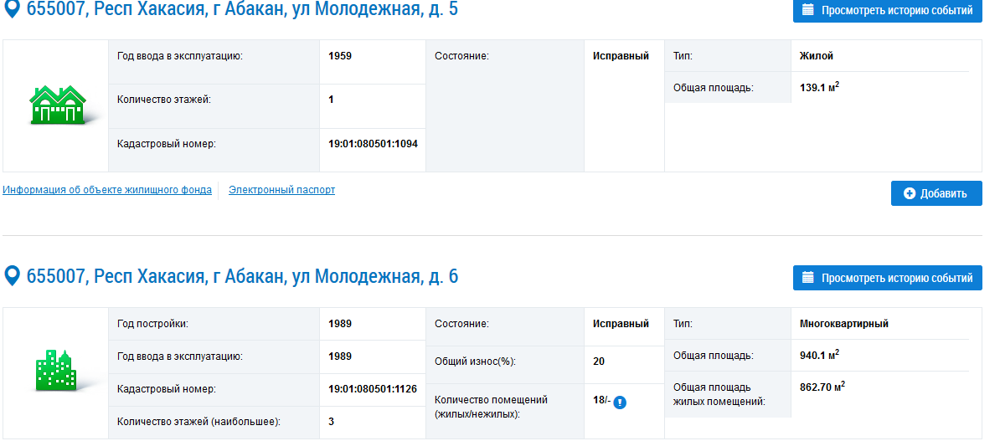 655007, Респ Хакасия, г Абакан, ул Молодежная, д. 5
Просмотреть историю событий
Год ввода в эксплуатацию: 1959
Количество этажей: 1
Кадастровый номер: 19:01:080501:1094
Состояние: Исправный
Тип: Жилой
Общая площадь: 139.1 м²
Информация об объекте жилищного фонда
Электронный паспорт
Добавить
655007, Респ Хакасия, г Абакан, ул Молодежная, д. 6
Просмотреть историю событий
Год постройки: 1989
Год ввода в эксплуатацию: 1989
Кадастровый номер: 19:01:080501:1126
Количество этажей (наибольшее): 3
Состояние: Исправный
Общий износ(%): 20
Количество помещений 18/-
(жилых/нежилых):
Тип: Многоквартирный
Общая площадь: 940.1 м²
Общая площадь 862.70 м²
жилых помещений: